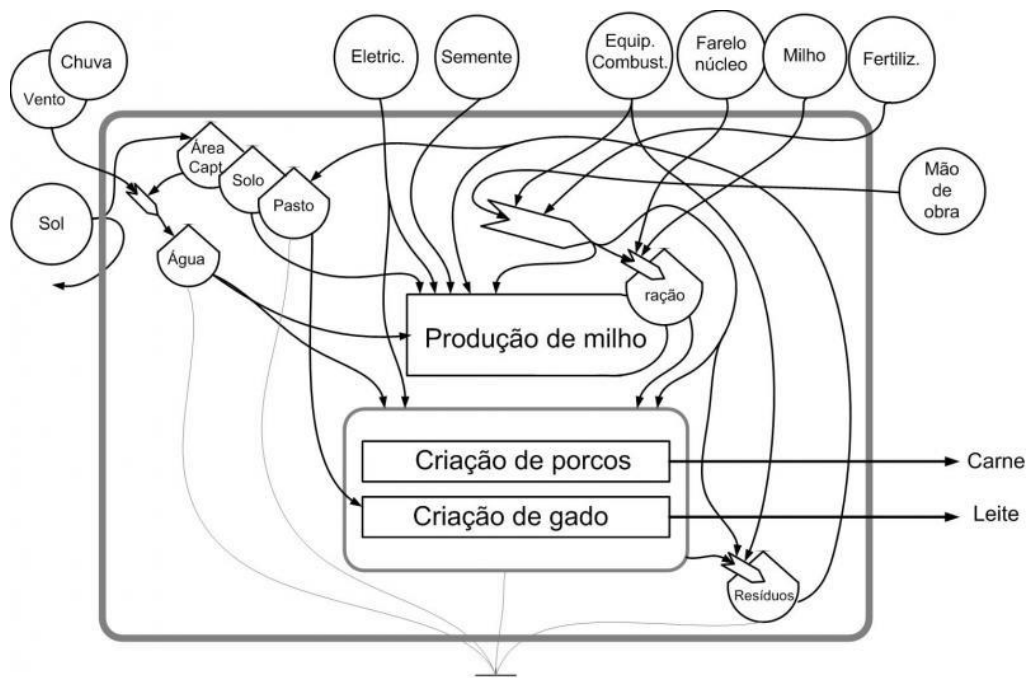 Chuva
Vento
Eletric.
Semente
Equip.
Combust.
Farelo
núcleo
Milho
Fertiliz.
Área
Capt.
Solo
Pasto
Mão
de
obra
Sol
Água
ração
Produção de milho
Criação de porcos
Carne
Criação de gado
Leite
Resíduos